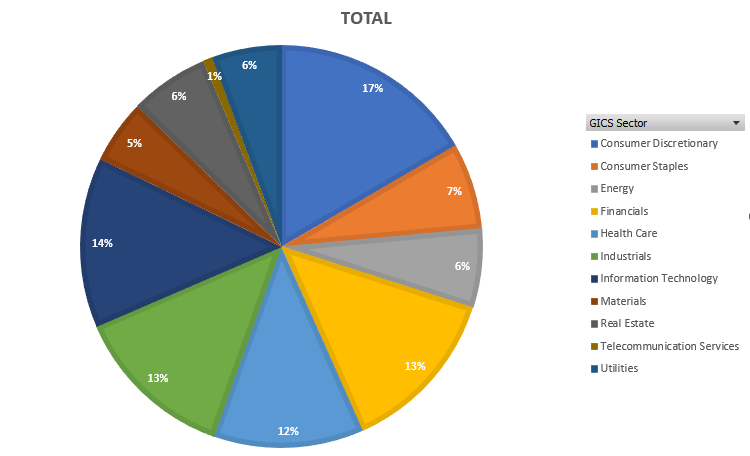 TOTAL
17%
7%
6%
13%
12%
13%
14%
5%
6%
1%
6%
GICS Sector
Consumer Discretionary
Consumer Staples
Energy
Financials
Health Care
Industrials
Information Technology
Materials
Real Estate
Telecommunication Services
Utilities